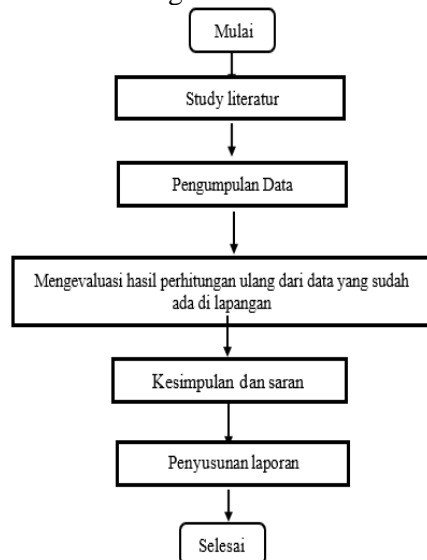 Mulai
Study literatur
Pengumpulan Data
Mengevaluasi hasil perhitungan ulang dari data yang sudah
ada di lapangan
Kesimpulan dan saran
Penyusunan laporan
Selesai